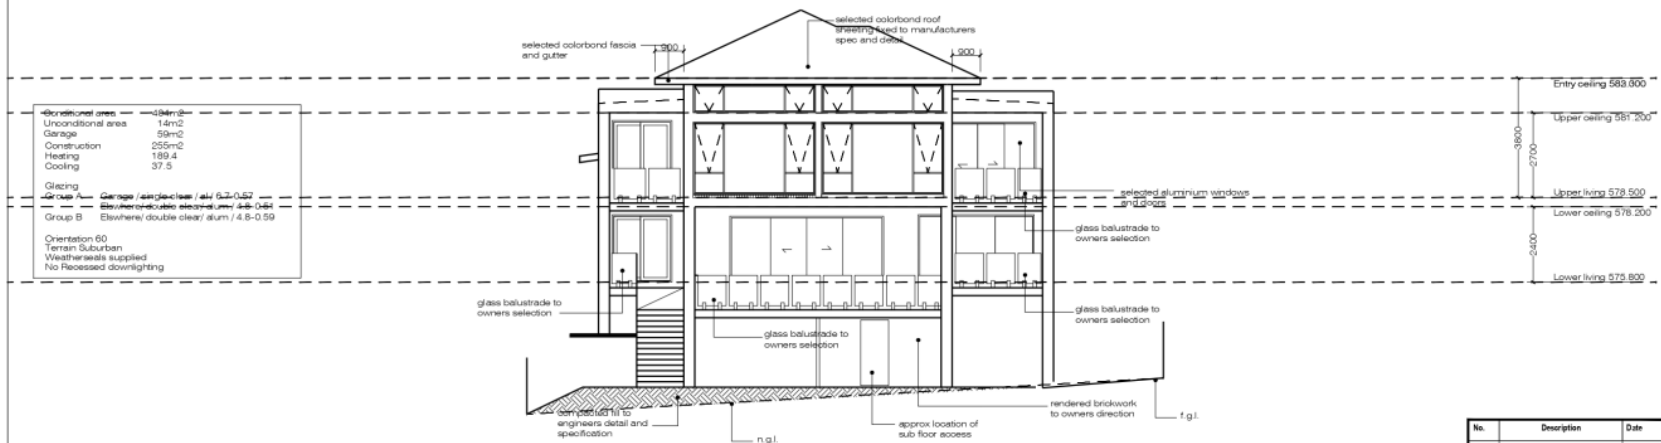 selected colorbond roof
sheeting fixed to manufacturers
spec and detail
selected colorbond fascia
and gutter
900
900
Entry ceiling 583.300
Upper ceiling 581.200
3800
2700
Upper living 578.500
Lower ceiling 578.200
2400
Lower living 575.800
Conditional area 484m2
Unconditional area 14m2
Garage 59m2
Construction 255m2
Heating 189.4
Cooling 37.5
Glazing
Group A Garage / single clear / al / 6.7-0.57
Elswhere/ double clear/ alum / 4.8-0.51
Group B Elswhere/ double clear/ alum / 4.8-0.59
Orientation 60
Terrain Suburban
Weatherseals supplied
No Recessed downlighting
selected aluminium windows
and doors
glass balustrade to
owners selection
glass balustrade to
owners selection
glass balustrade to
owners selection
glass balustrade to
owners selection
rendered brickwork
to owners direction
f.g.l.
compacted fill to
engineers detail and
specification
n.g.l.
approx location of
sub floor access
No. Description Date